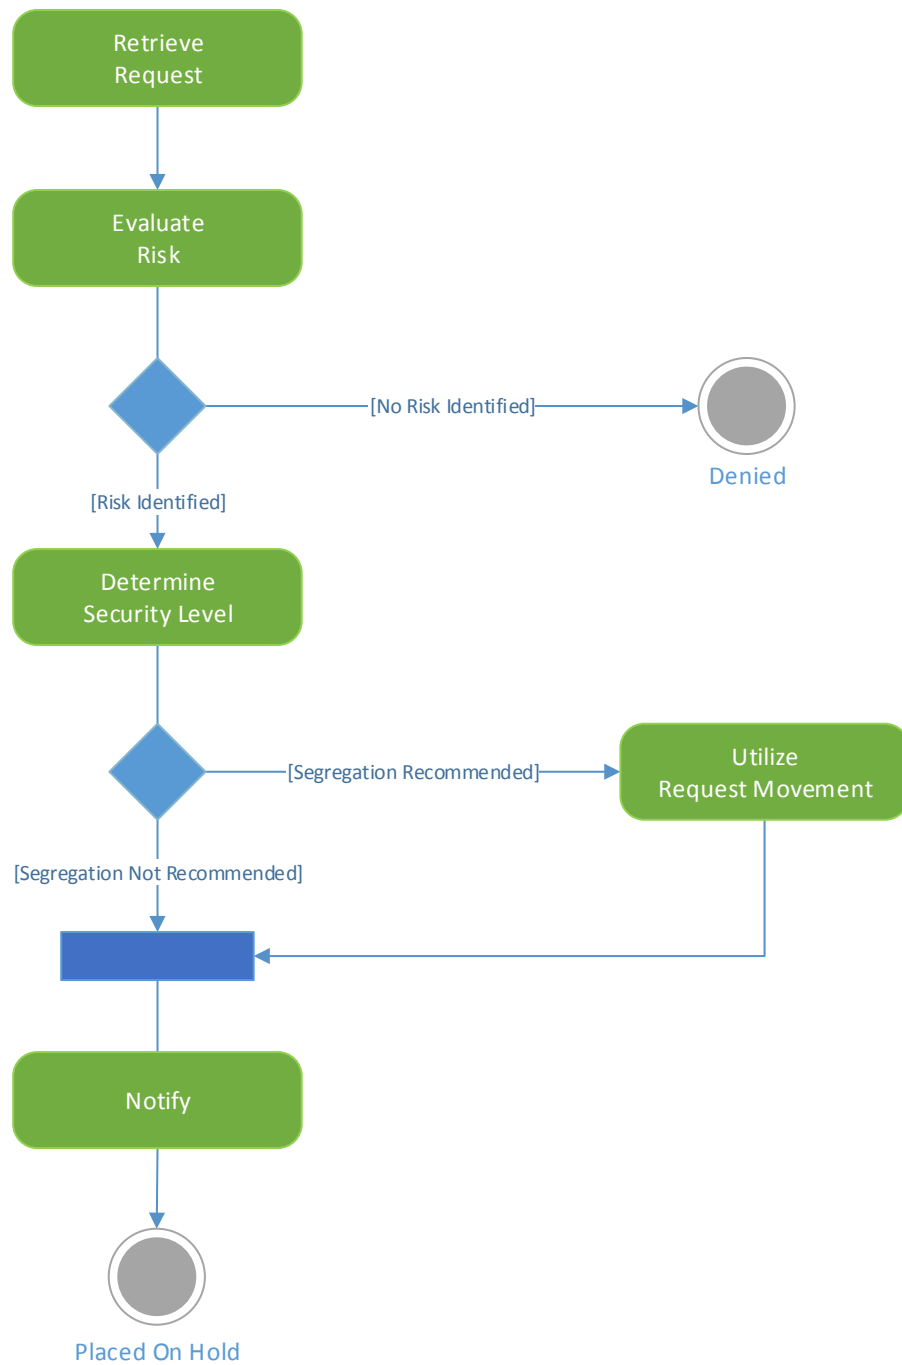 Retrieve
Request
Evaluate
Risk
[No Risk Identified]
Denied
[Risk Identified]
Determine
Security Level
[Segregation Recommended]
Utilize
Request Movement
[Segregation Not Recommended]
Notify
Placed On Hold